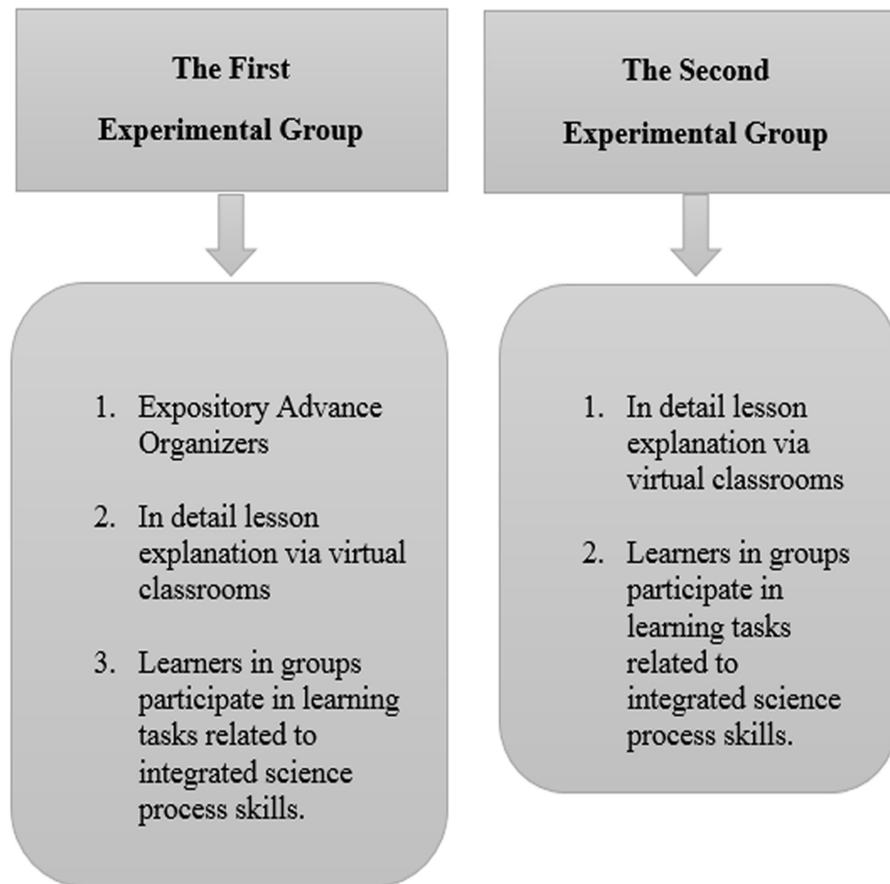 The First
Experimental Group
1. Expository Advance
Organizers
2. In detail lesson
explanation via virtual
classrooms
3. Learners in groups
participate in learning
tasks related to
integrated science
process skills.
The Second
Experimental Group
1. In detail lesson
explanation via
virtual classrooms
2. Learners in groups
participate in
learning tasks
related to
integrated science
process skills.